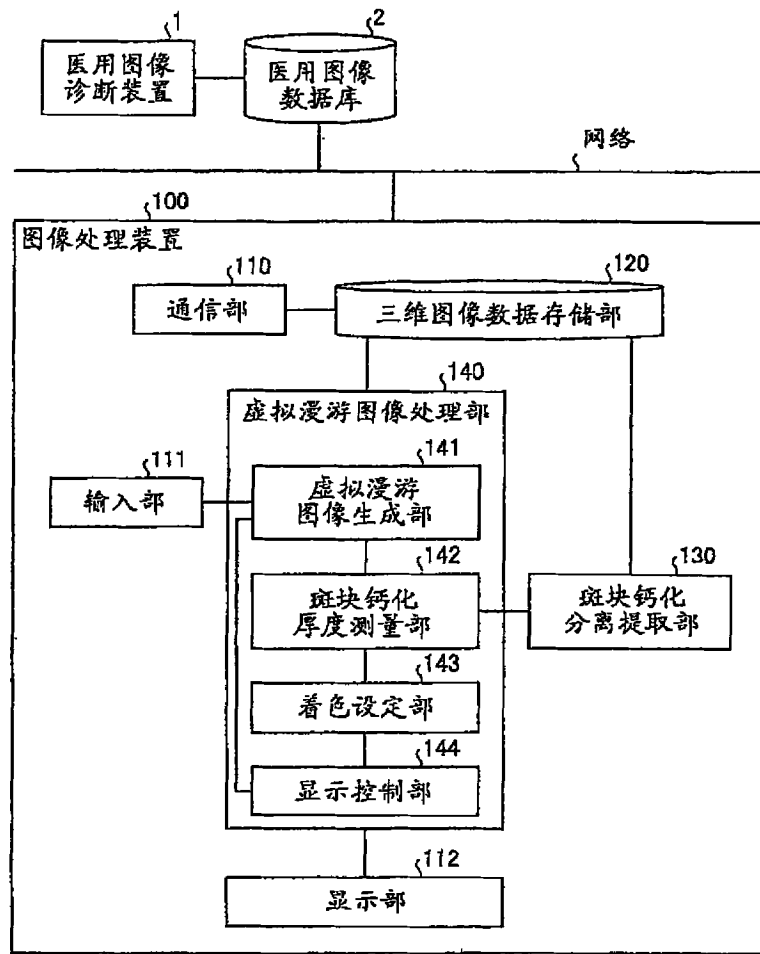 1
医用图像
诊断装置
2
医用图像
数据库
网络
100
图像处理装置
110
通信部
120
三维图像数据存储部
140
虚拟漫游图像处理部
111
输入部
141
虚拟漫游
图像生成部
142
斑块钙化
厚度测量部
130
斑块钙化
分离提取部
143
着色设定部
144
显示控制部
112
显示部